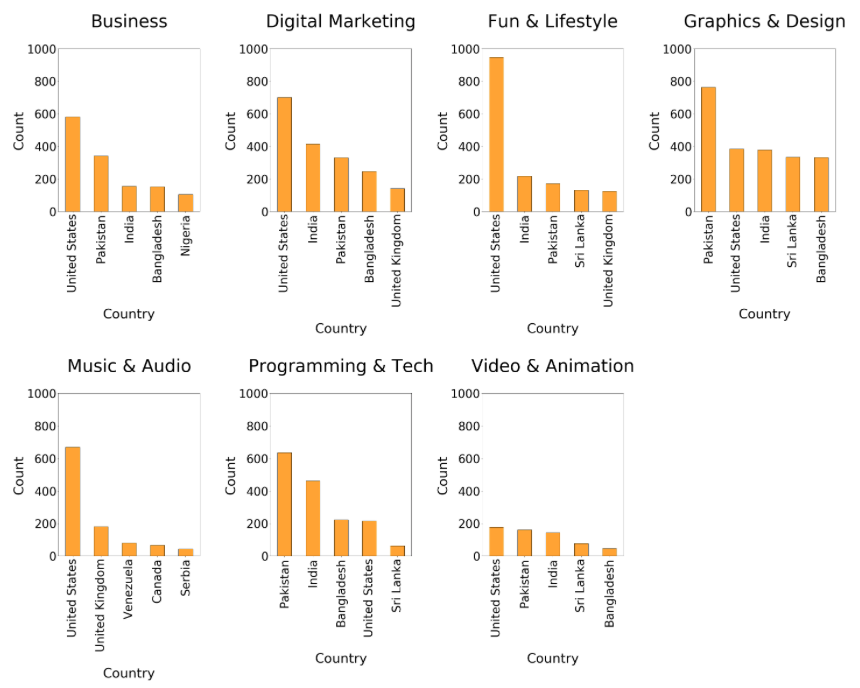 Business
Digital Marketing
Fun & Lifestyle
Graphics & Design
1000
800
600
400
200
0
Count
United States
Pakistan
India
Bangladesh
Nigeria
Country
1000
800
600
400
200
0
Count
United States
India
Pakistan
Bangladesh
United Kingdom
Country
1000
800
600
400
200
0
Count
United States
India
Pakistan
Sri Lanka
United Kingdom
Country
1000
800
600
400
200
0
Count
Pakistan
United States
India
Sri Lanka
Bangladesh
Country
Music & Audio
Programming & Tech
Video & Animation
1000
800
600
400
200
0
Count
United States
United Kingdom
Venezuela
Canada
Serbia
Country
1000
800
600
400
200
0
Count
Pakistan
India
Bangladesh
United States
Sri Lanka
Country
1000
800
600
400
200
0
Count
United States
Pakistan
India
Sri Lanka
Bangladesh
Country